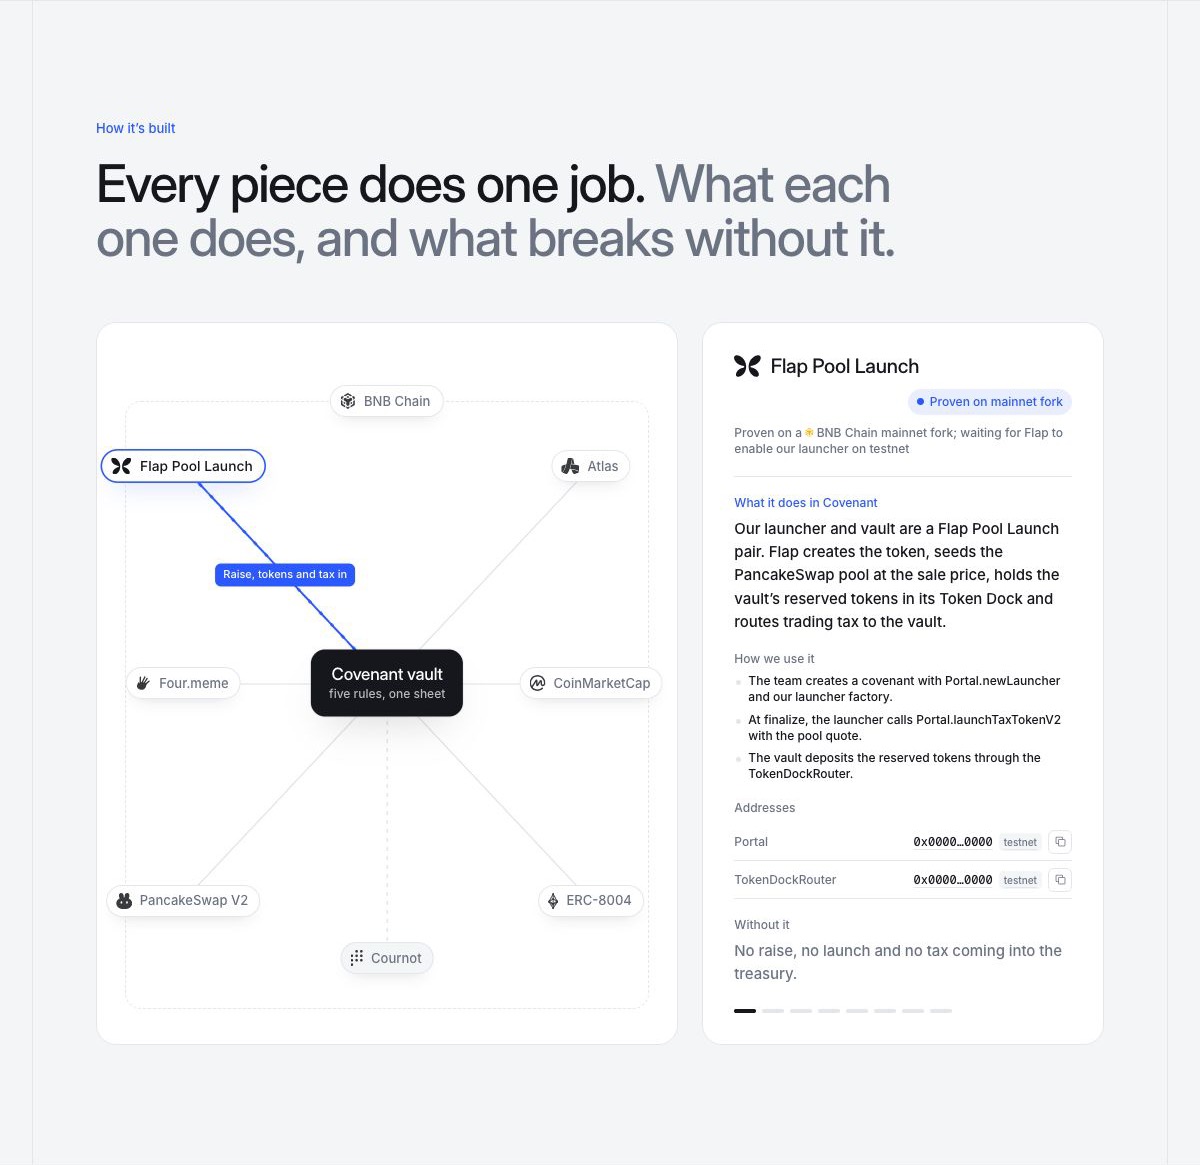 How it’s built
Every piece does one job. What each
one does, and what breaks without it.
BNB Chain
Flap Pool Launch
Atlas
Raise, tokens and tax in
Covenant vault
five rules, one sheet
Four.meme
CoinMarketCap
PancakeSwap V2
ERC-8004
Cournot
Flap Pool Launch
Proven on mainnet fork
Proven on a BNB Chain mainnet fork; waiting for Flap to
enable our launcher on testnet
What it does in Covenant
Our launcher and vault are a Flap Pool Launch
pair. Flap creates the token, seeds the
PancakeSwap pool at the sale price, holds the
vault’s reserved tokens in its Token Dock and
routes trading tax to the vault.
How we use it
The team creates a covenant with Portal.newLauncher
and our launcher factory.
At finalize, the launcher calls Portal.launchTaxTokenV2
with the pool quote.
The vault deposits the reserved tokens through the
TokenDockRouter.
Addresses
Portal 0x0000…0000 testnet
TokenDockRouter 0x0000…0000 testnet
Without it
No raise, no launch and no tax coming into the
treasury.